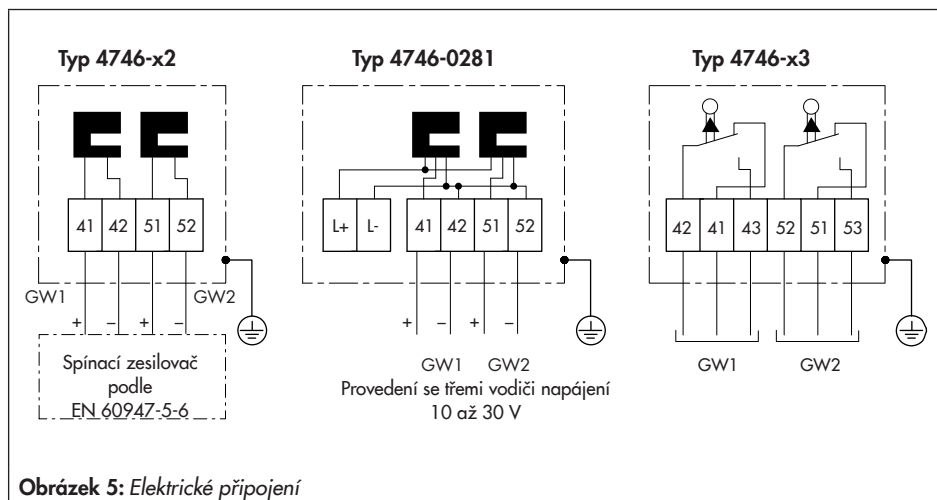 Typ 4746-x2
Typ 4746-0281
Typ 4746-x3
41 42 51 52
L+ L- 41 42 51 52
42 41 43 52 51 53
GW1 GW2
+ – + –
+ – + –
Spínací zesilovač
podle
EN 60947-5-6
GW1 GW2
Provedení se třemi vodiči napájení
10 až 30 V
GW1 GW2
Obrázek 5: Elektrické připojení